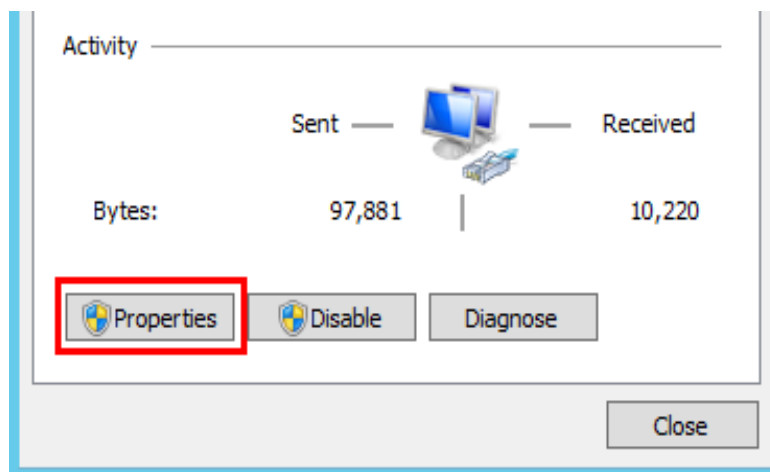 Activity
Sent Received
Bytes: 97,881 10,220
Properties Disable Diagnose
Close